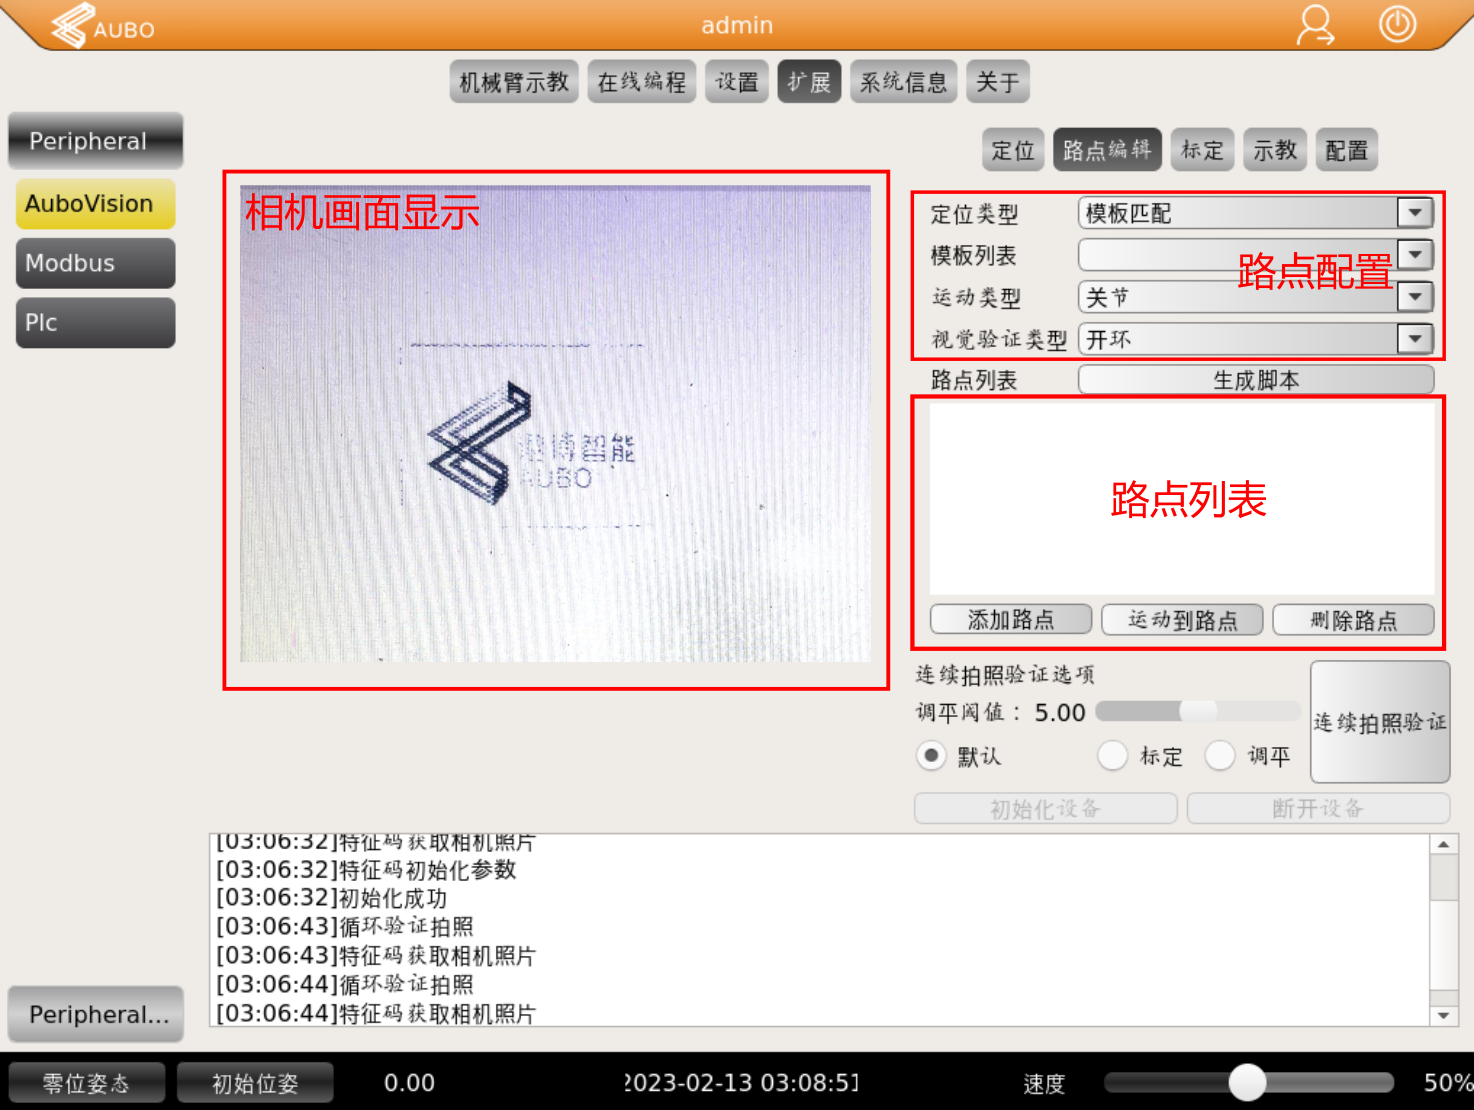 AUBO
admin
机械臂示教 在线编程 设置 扩展 系统信息 关于
Peripheral
AuboVision
Modbus
Plc
定位 路点编辑 标定 示教 配置
相机画面显示
智能
AUBO
定位类型 模板匹配
模板列表
路点配置
运动类型 关节
视觉验证类型 开环
路点列表 生成脚本
路点列表
添加路点 运动到路点 删除路点
连续拍照验证选项
调平阈值： 5.00
默认 标定 调平
连续拍照验证
初始化设备 断开设备
[03:06:32]特征码获取相机照片
[03:06:32]特征码初始化参数
[03:06:32]初始化成功
[03:06:43]循环验证拍照
[03:06:43]特征码获取相机照片
[03:06:44]循环验证拍照
[03:06:44]特征码获取相机照片
Peripheral...
零位姿态 初始位姿 0.00 2023-02-13 03:08:51 速度 50%